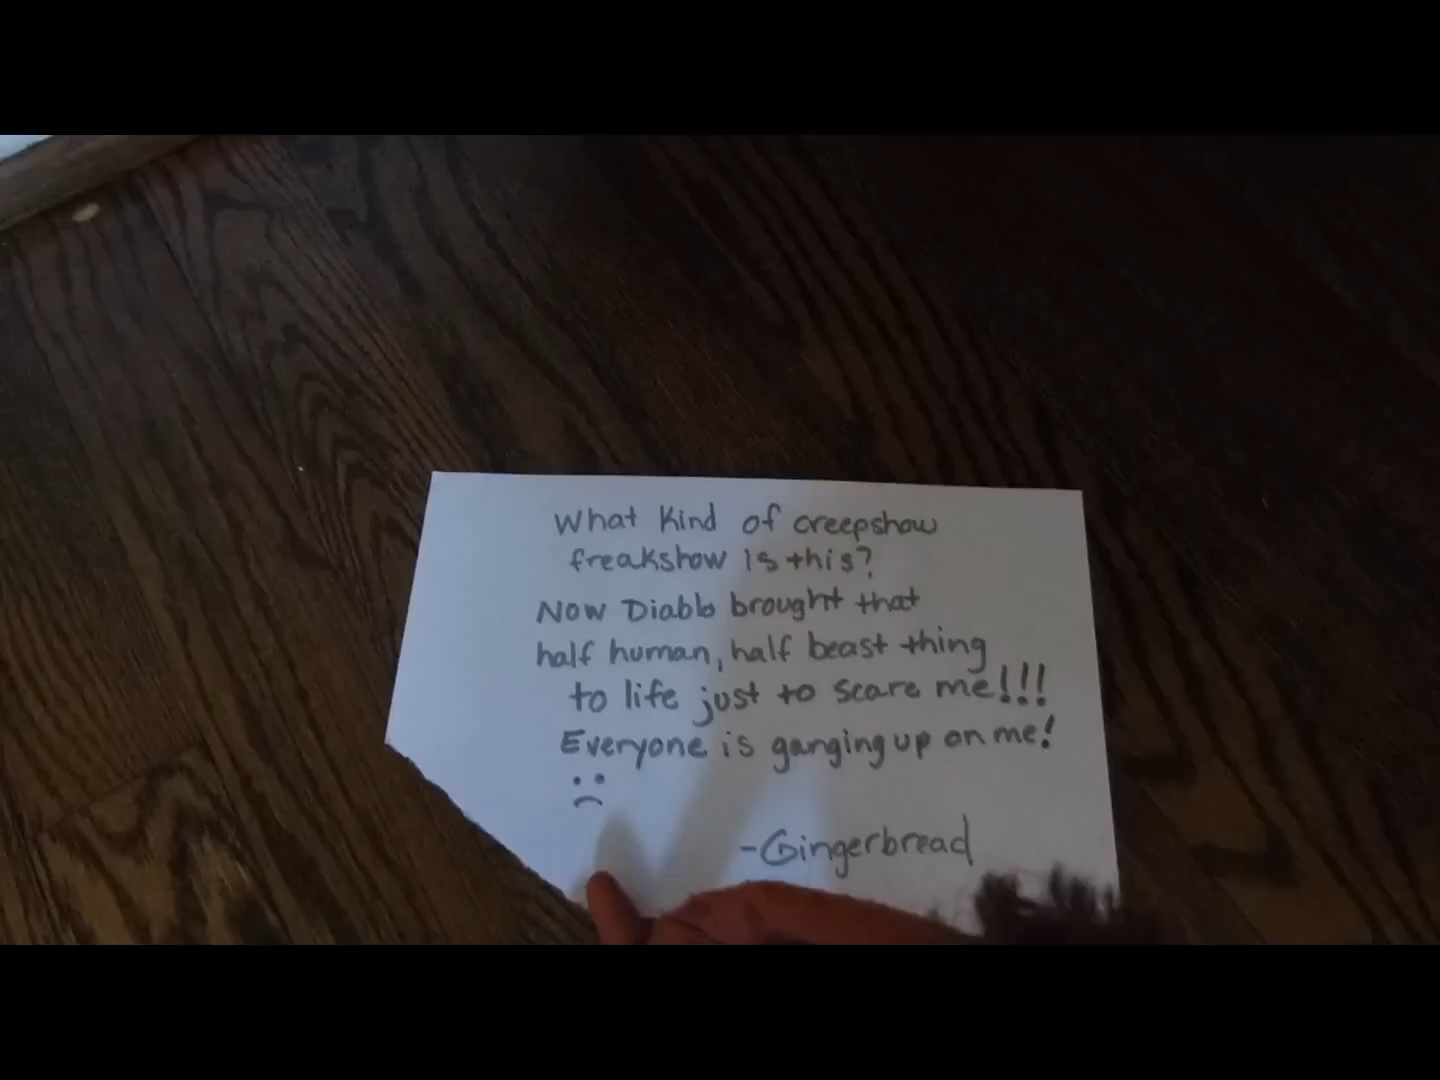 What kind of creepshow
freakshow is this?
Now Diablo brought that
half human, half beast thing
to life just to scare me!!!
Everyone is ganging up on me!
-Gingerbread